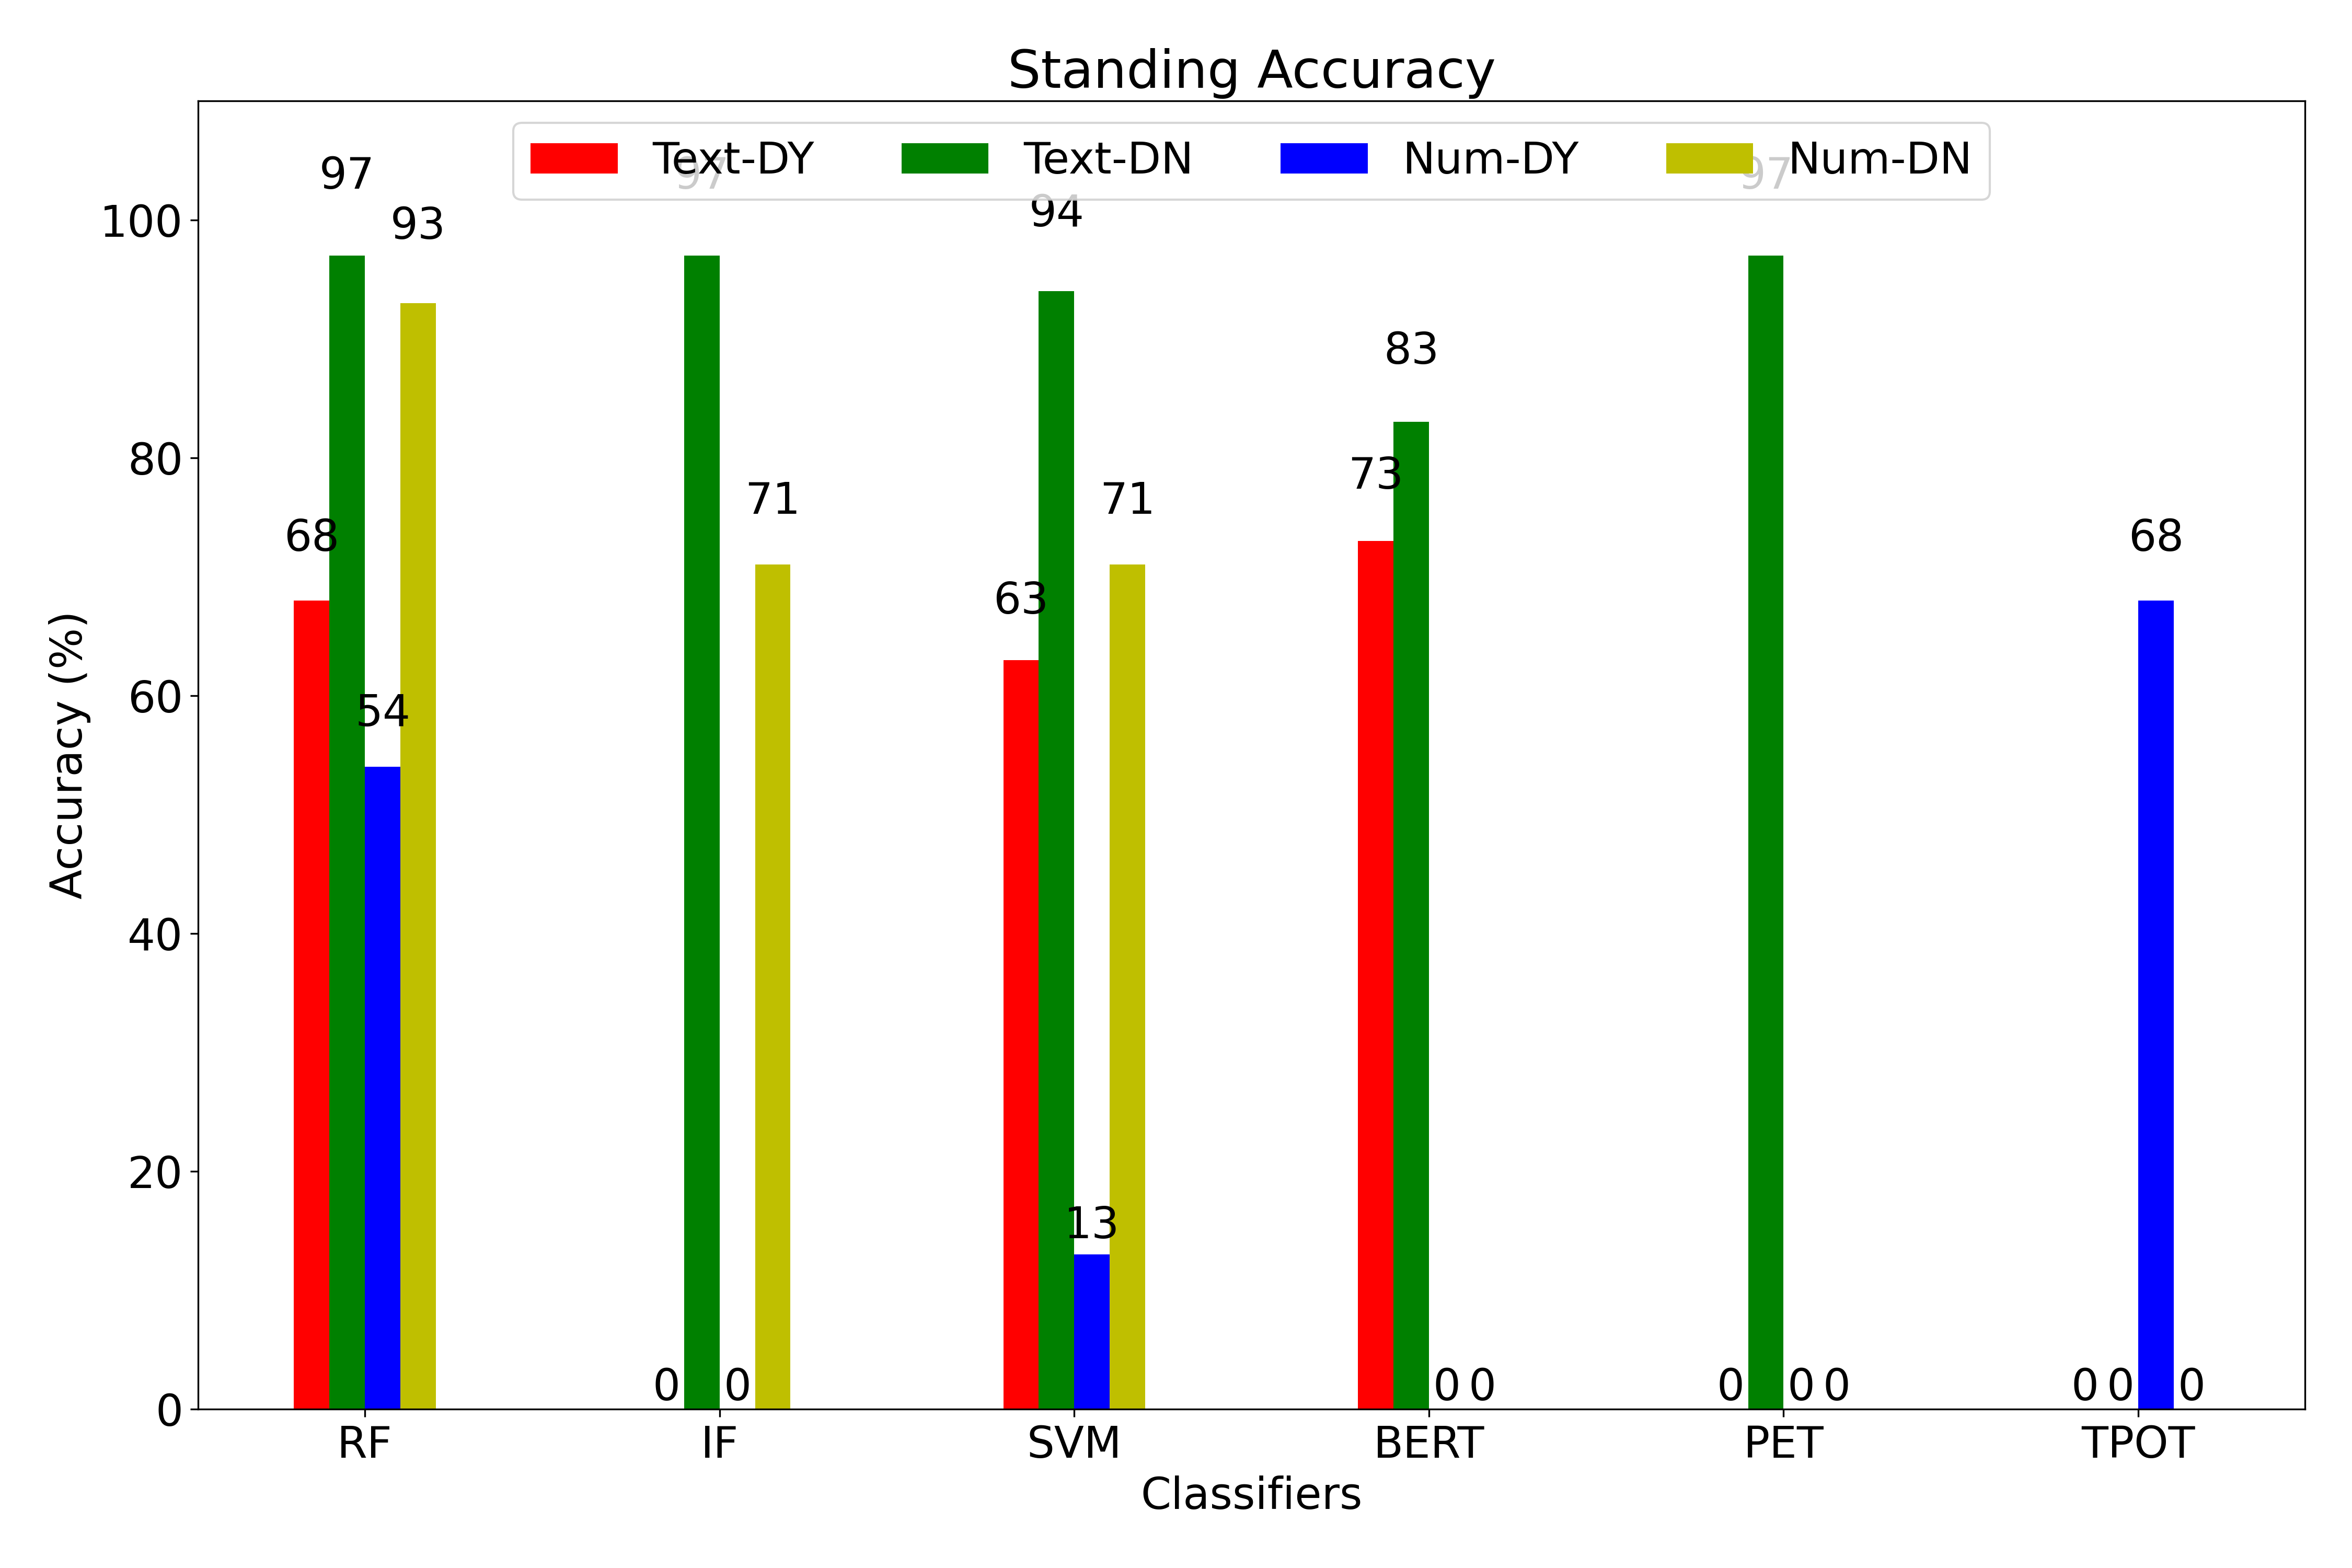 Standing Accuracy
Text-DY Text-DN Num-DY Num-DN
97 97 97
94
93
100
83
80
73
71 71
68 68
63
60
54
40
20
13
0 0 0 0 0 0 0 0 0 0
0
RF IF SVM BERT PET TPOT
Classifiers
Accuracy (%)